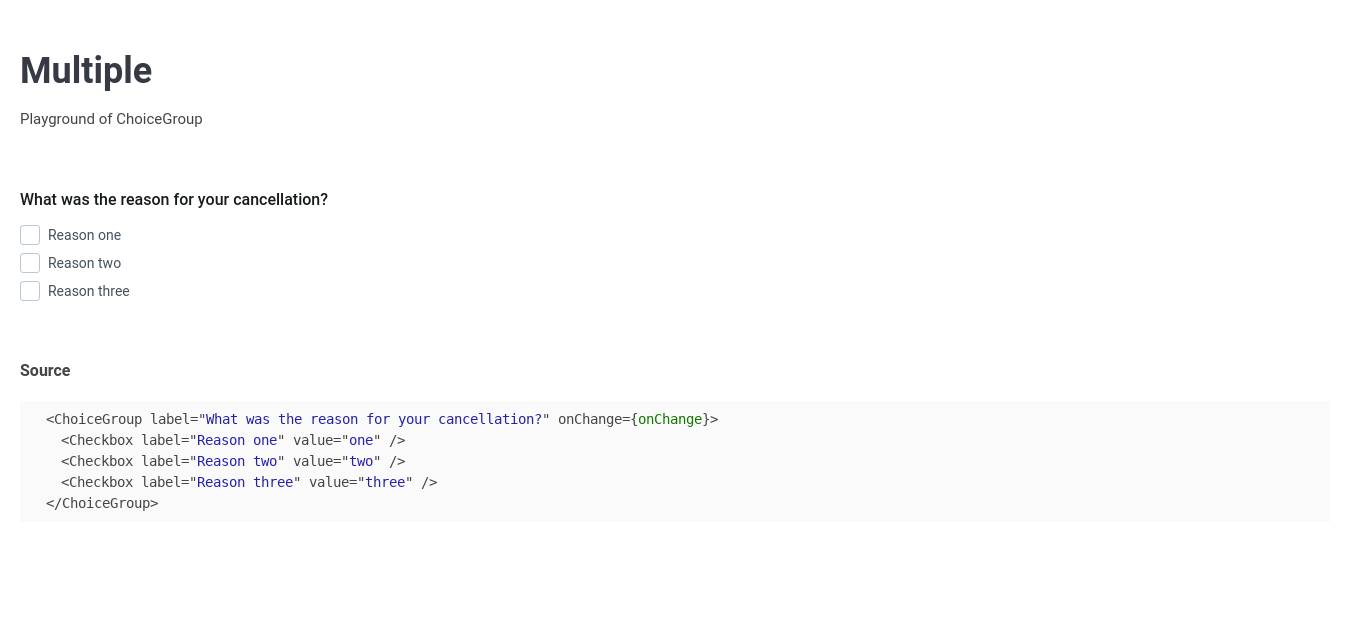 Multiple
Playground of ChoiceGroup
What was the reason for your cancellation?
Reason one
Reason two
Reason three
Source
<ChoiceGroup label="What was the reason for your cancellation?" onChange={onChange}>
<Checkbox label="Reason one" value="one" />
<Checkbox label="Reason two" value="two" />
<Checkbox label="Reason three" value="three" />
</ChoiceGroup>